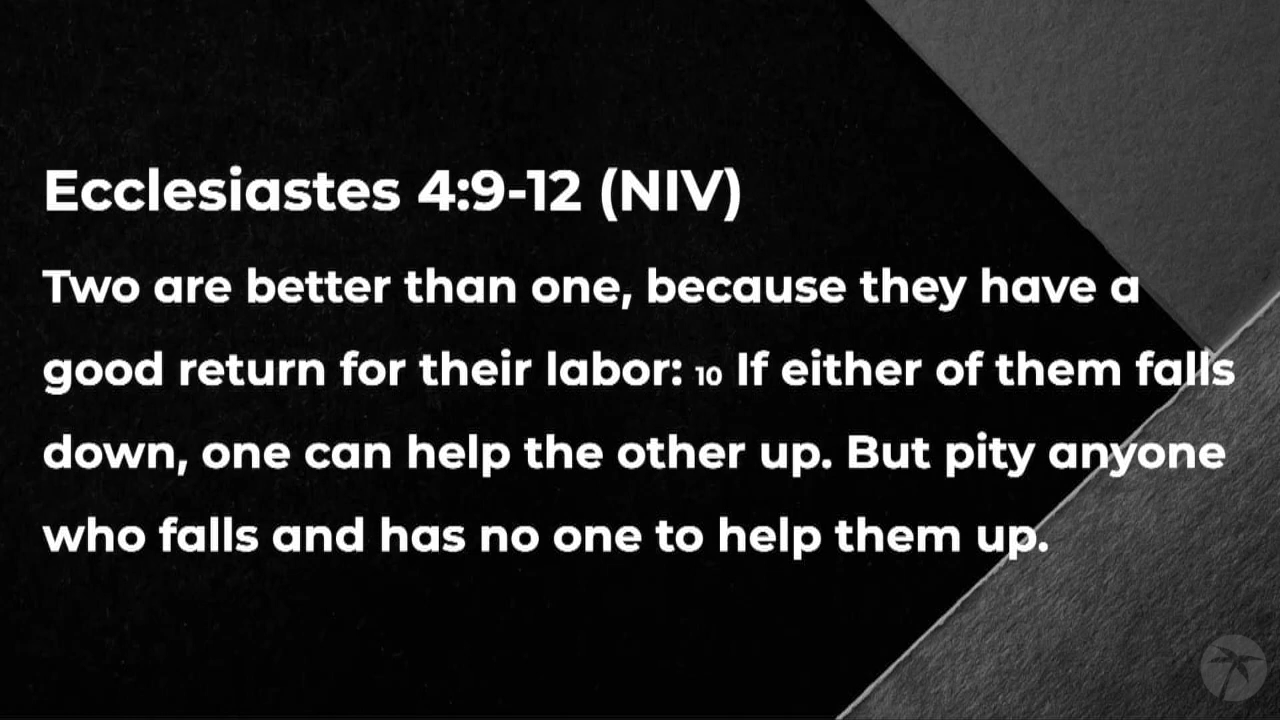 Ecclesiastes 4:9-12 (NIV)
Two are better than one, because they have a
good return for their labor: 10 If either of them falls
down, one can help the other up. But pity anyone
who falls and has no one to help them up.